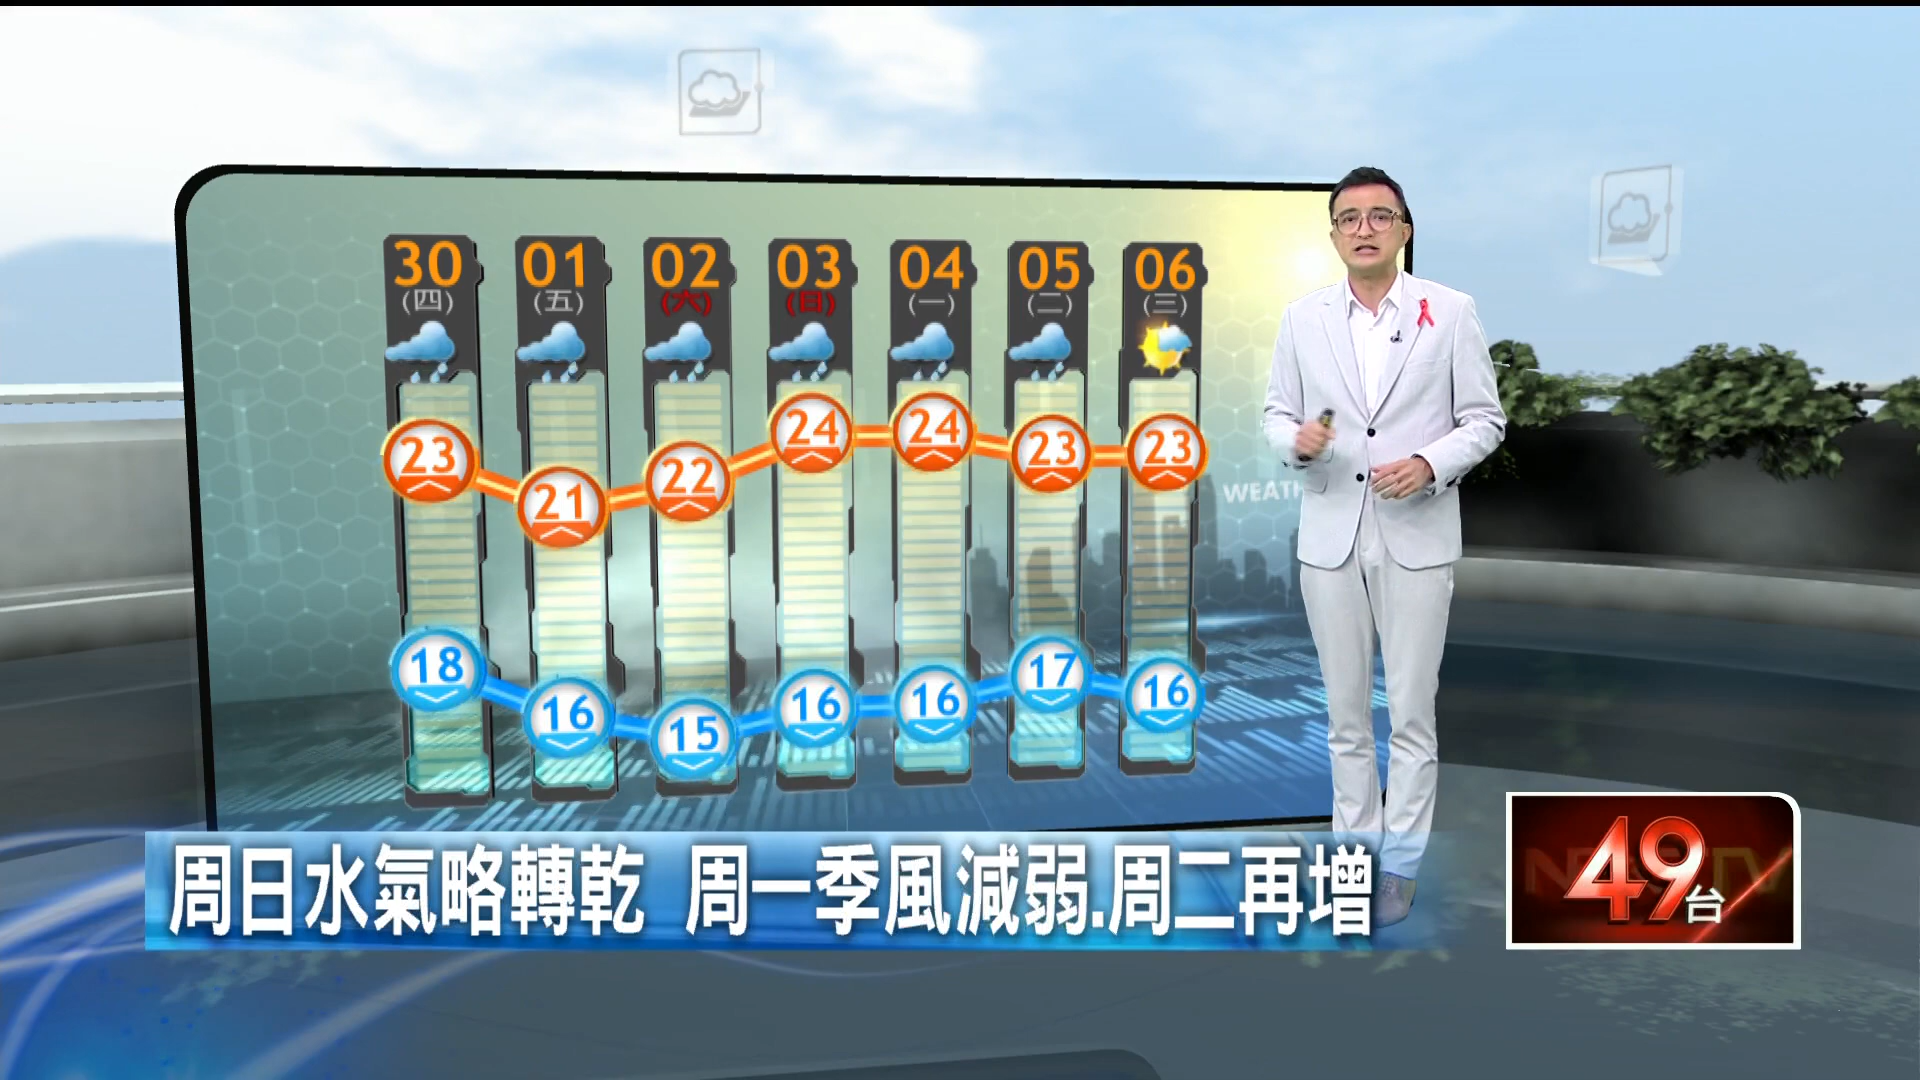 30 01 02 03 04 05 06
(四) (五) (六) (日) (一) (二) (三)
23 21 22 24 24 23 23
18 16 15 16 16 17 16
WEATH
周日水氣略轉乾 周一季風減弱.周二再增
49台